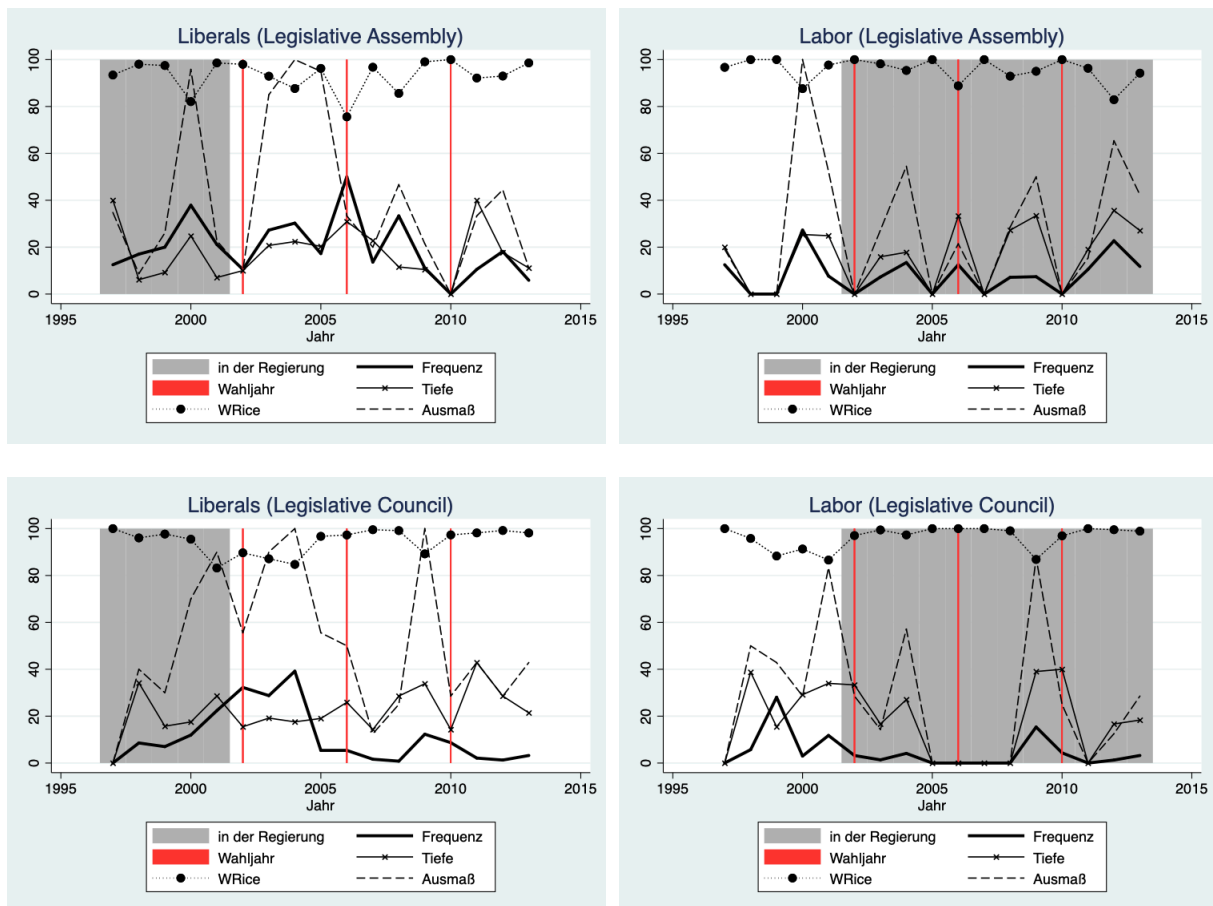 Liberals (Legislative Assembly)
100
80
60
40
20
0
1995 2000 2005 2010 2015
Jahr
in der Regierung Frequenz
Wahljahr Tiefe
WRice Ausmaß
Labor (Legislative Assembly)
100
80
60
40
20
0
1995 2000 2005 2010 2015
Jahr
in der Regierung Frequenz
Wahljahr Tiefe
WRice Ausmaß
Liberals (Legislative Council)
100
80
60
40
20
0
1995 2000 2005 2010 2015
Jahr
in der Regierung Frequenz
Wahljahr Tiefe
WRice Ausmaß
Labor (Legislative Council)
100
80
60
40
20
0
1995 2000 2005 2010 2015
Jahr
in der Regierung Frequenz
Wahljahr Tiefe
WRice Ausmaß